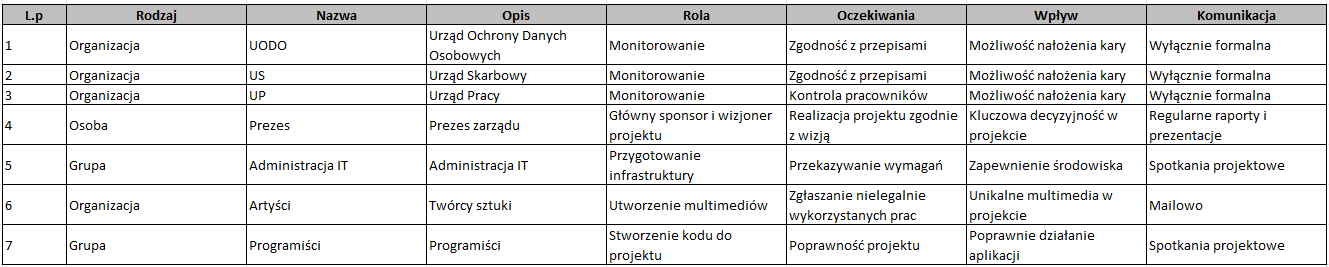 L.p Rodzaj Nazwa Opis Rola Oczekiwania Wpływ Komunikacja
1 Organizacja UODO Urząd Ochrony Danych Osobowych Monitorowanie Zgodność z przepisami Możliwość nałożenia kary Wyłącznie formalna
2 Organizacja US Urząd Skarbowy Monitorowanie Zgodność z przepisami Możliwość nałożenia kary Wyłącznie formalna
3 Organizacja UP Urząd Pracy Monitorowanie Kontrola pracowników Możliwość nałożenia kary Wyłącznie formalna
4 Osoba Prezes Prezes zarządu Główny sponsor i wizjoner projektu Realizacja projektu zgodnie z wizją Kluczowa decyzyjność w projekcie Regularne raporty i prezentacje
5 Grupa Administracja IT Administracja IT Przygotowanie infrastruktury Przekazywanie wymagań Zapewnienie środowiska Spotkania projektowe
6 Organizacja Artyści Twórcy sztuki Utworzenie multimediów Zgłaszanie nielegalnie wykorzystanych prac Unikalne multimedia w projekcie Mailowo
7 Grupa Programiści Programiści Stworzenie kodu do projektu Poprawność projektu Poprawnie działanie aplikacji Spotkania projektowe